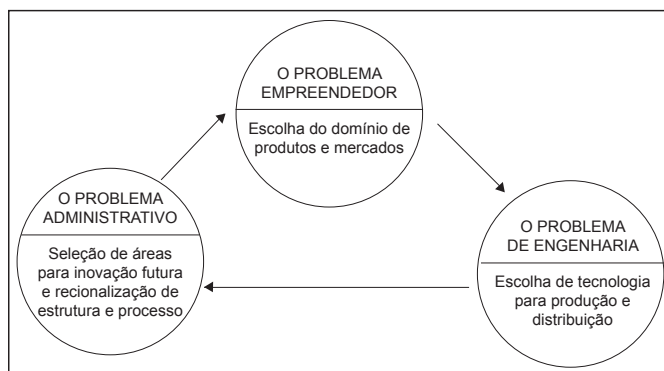 O PROBLEMA
EMPREENDEDOR
Escolha do domínio de
produtos e mercados
O PROBLEMA
ADMINISTRATIVO
Seleção de áreas
para inovação futura
e recionalização de
estrutura e processo
O PROBLEMA
DE ENGENHARIA
Escolha de tecnologia
para produção e
distribuição